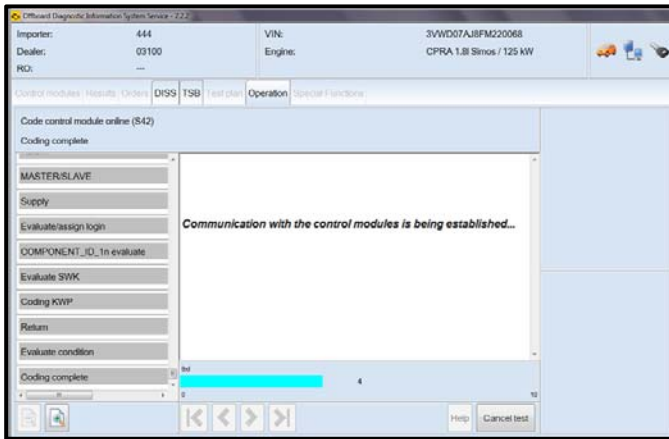 Offboard Diagnostic Information System Service - 2.2.2
Importer: 444 VIN: 3VWD07AJ8FM220068
Dealer: 03100 Engine: CPRA 1.8l Simos / 125 kW
RO: ---
Control modules Results Orders DISS TSB Test plan Operation Special Functions
Code control module online (S42)
Coding complete
MASTER/SLAVE
Supply
Evaluate/assign login
COMPONENT_ID_1n evaluate
Evaluate SWK
Coding KWP
Return
Evaluate condition
Coding complete
Communication with the control modules is being established...
4
0 10
Help Cancel test